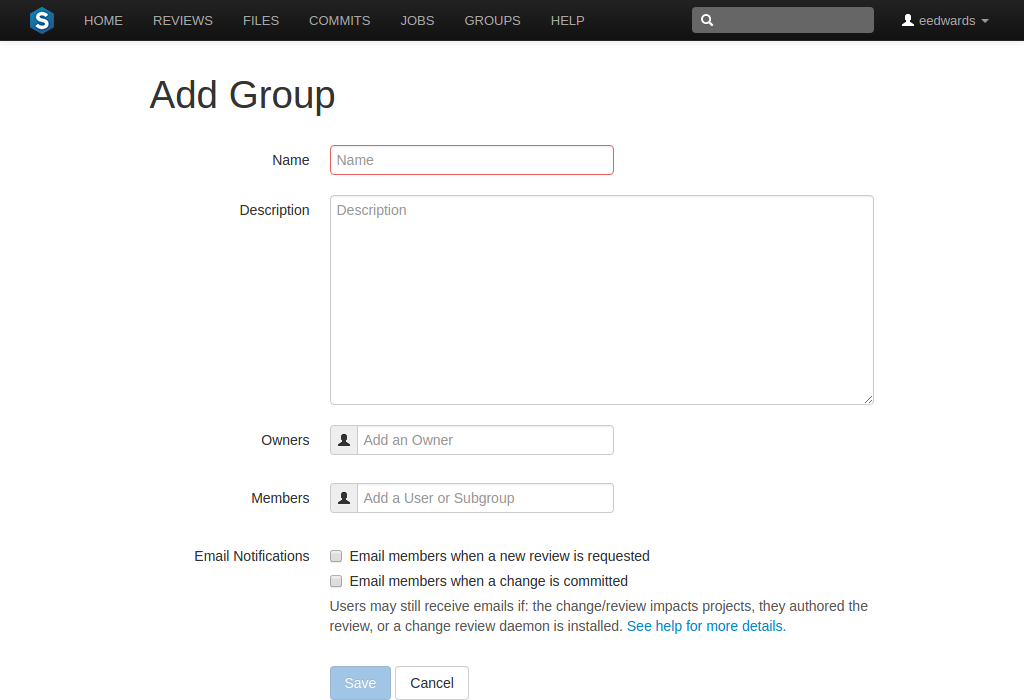 S HOME REVIEWS FILES COMMITS JOBS GROUPS HELP eedwards
Add Group
Name Name
Description Description
Owners Add an Owner
Members Add a User or Subgroup
Email Notifications Email members when a new review is requested
Email members when a change is committed
Users may still receive emails if: the change/review impacts projects, they authored the
review, or a change review daemon is installed. See help for more details.
Save Cancel